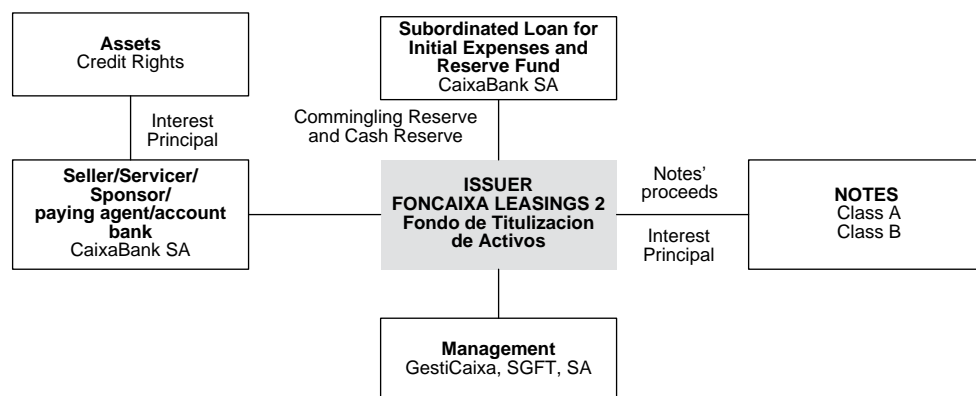 Assets
Credit Rights
Subordinated Loan for
Initial Expenses and
Reserve Fund
CaixaBank SA
Interest
Principal
Commingling Reserve
and Cash Reserve
Seller/Servicer/
Sponsor/
paying agent/account
bank
CaixaBank SA
ISSUER
FONCAIXA LEASINGS 2
Fondo de Titulizacion
de Activos
Notes'
proceeds
Interest
Principal
NOTES
Class A
Class B
Management
GestiCaixa, SGFT, SA